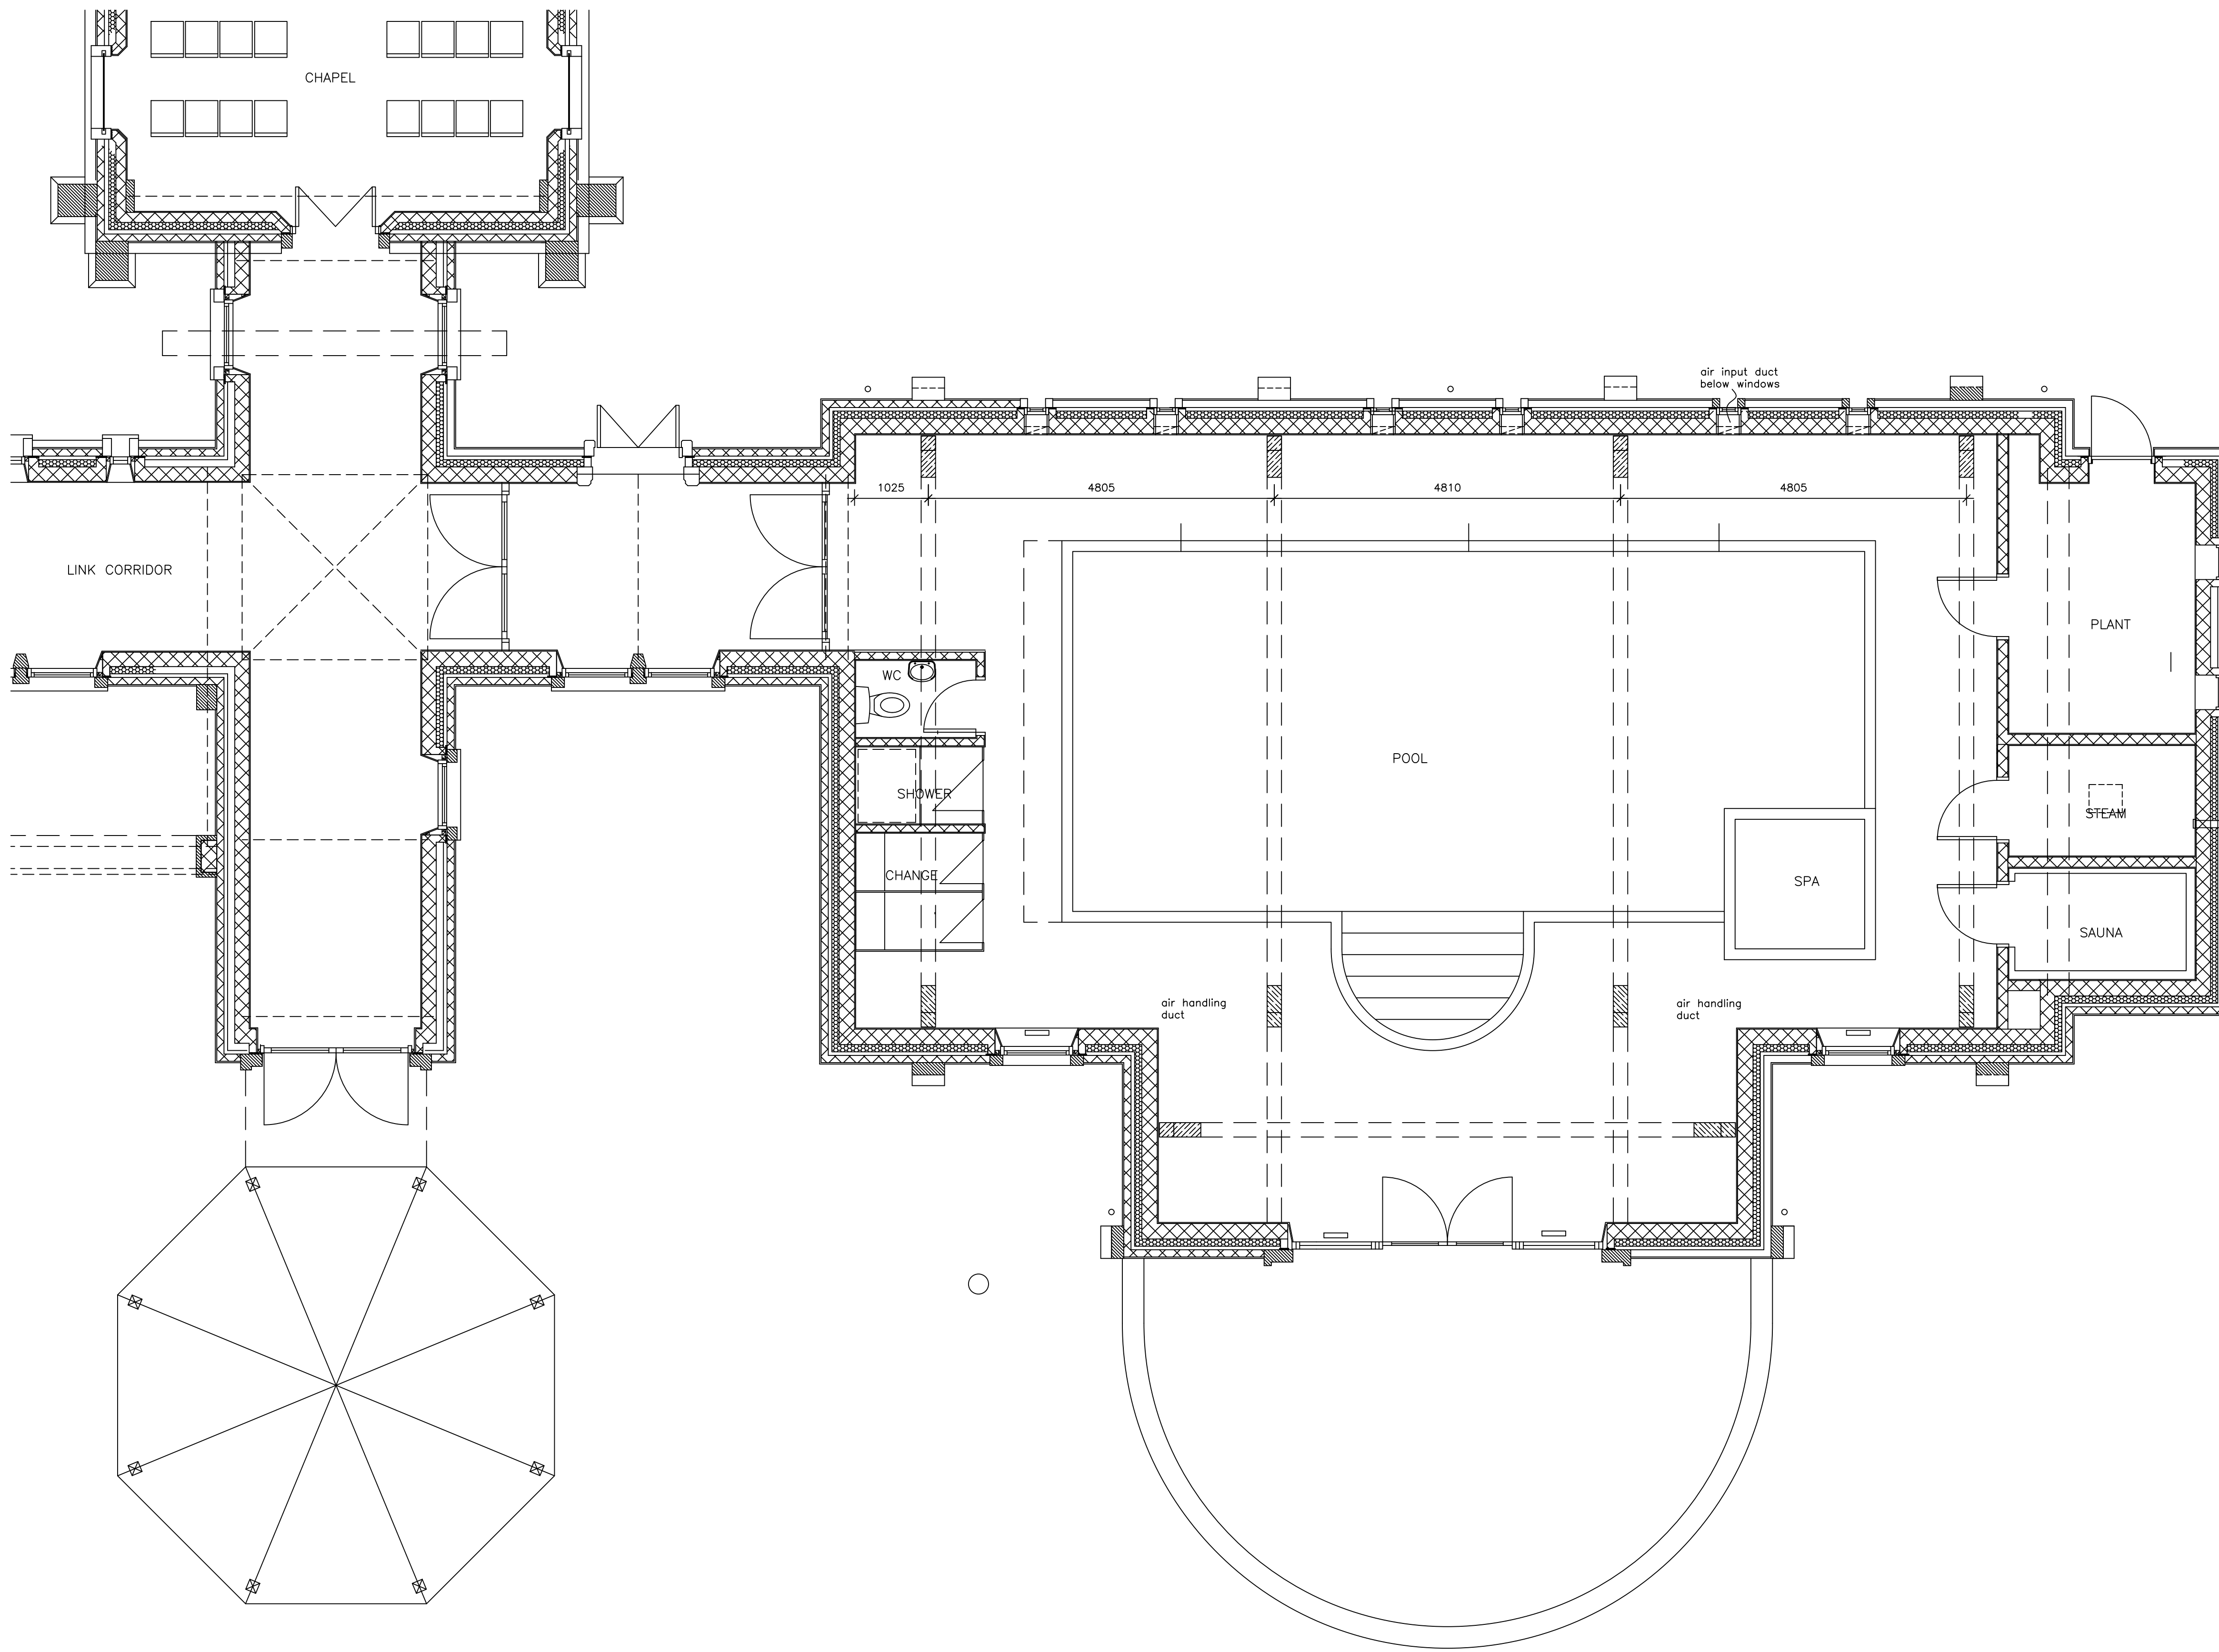 CHAPEL
air input duct
below windows
1025
4805
4810
4805
LINK CORRIDOR
PLANT
WC
POOL
SHOWER
STEAM
CHANGE
SPA
SAUNA
air handling
duct
air handling
duct